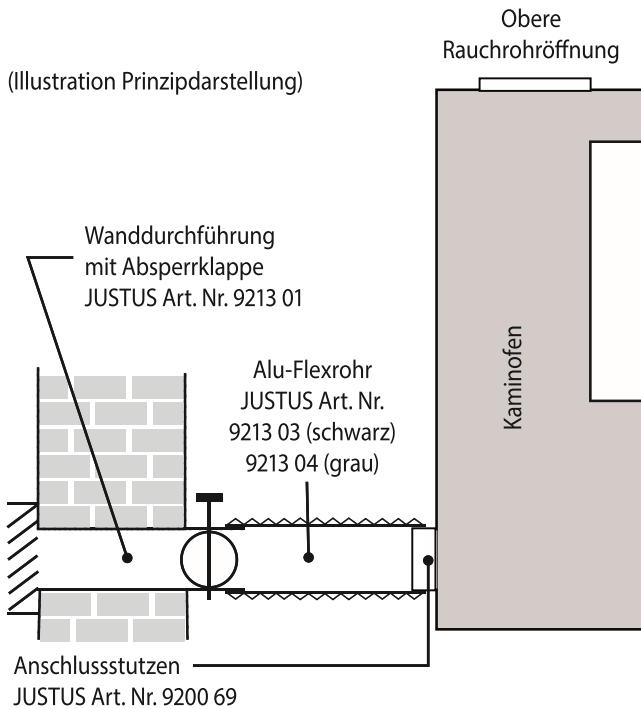 Obere
Rauchrohröffnung
(Illustration Prinzipdarstellung)
Wanddurchführung
mit Absperrklappe
JUSTUS Art. Nr. 9213 01
Alu-Flexrohr
JUSTUS Art. Nr.
9213 03 (schwarz)
9213 04 (grau)
Kaminofen
Anschlussstutzen
JUSTUS Art. Nr. 9200 69